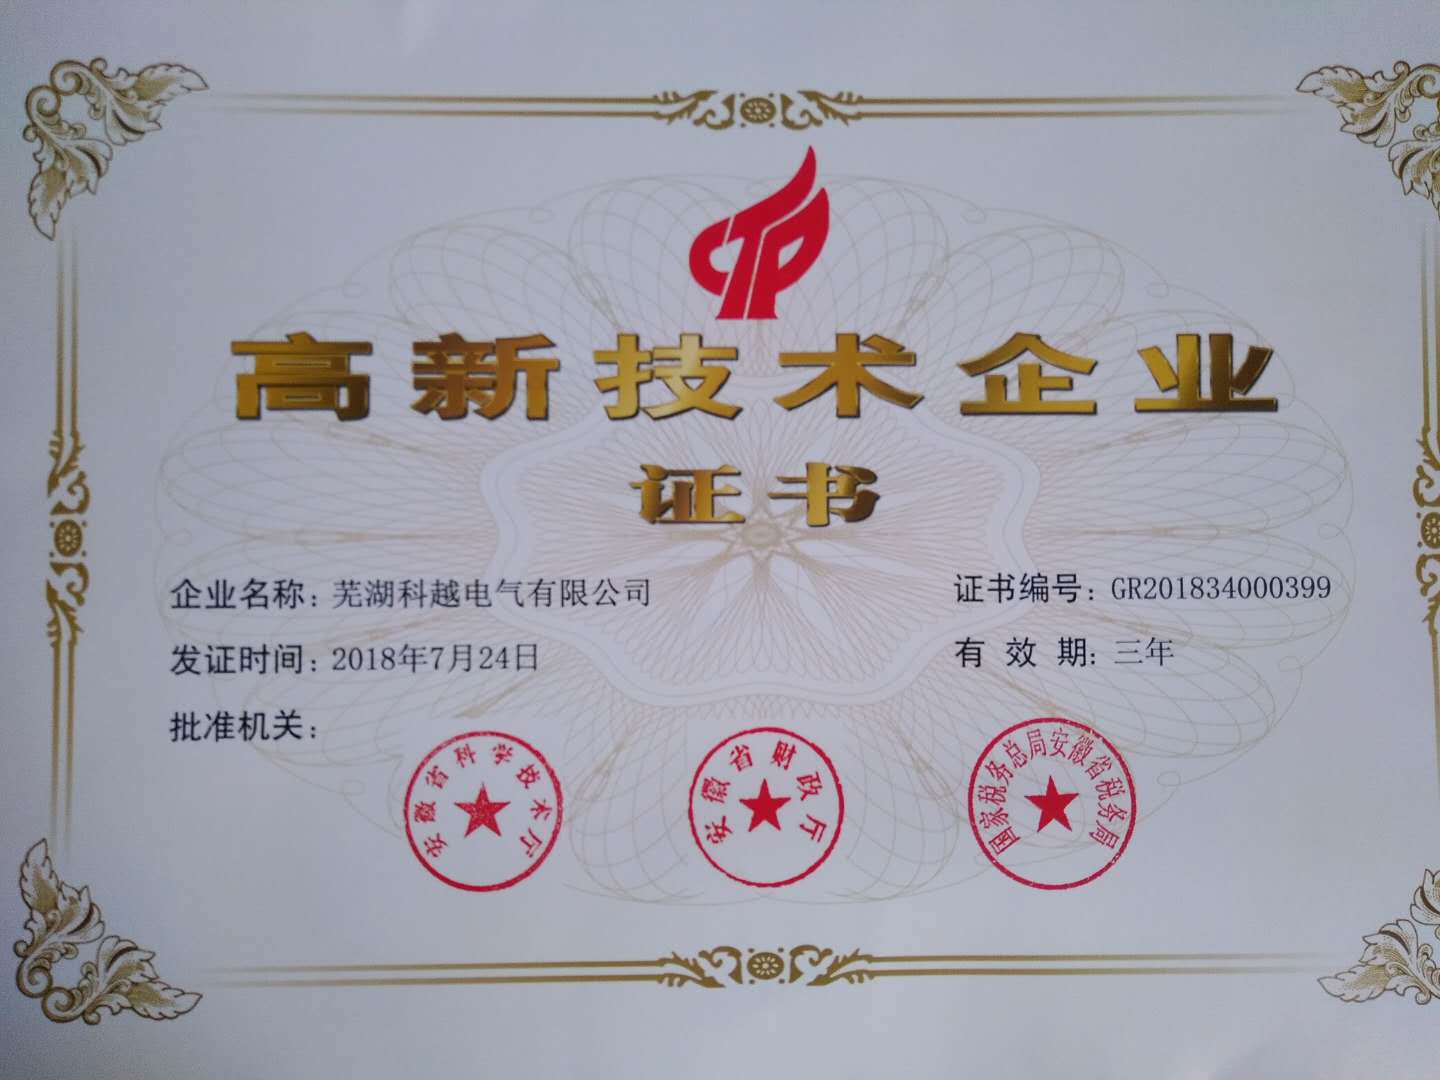 CTP
高新技术企业
证书
企业名称：芜湖科越电气有限公司
证书编号：GR201834000399
发证时间：2018年7月24日
有效期：三年
批准机关：
安徽省科学技术厅
安徽省财政厅
国家税务总局安徽省税务局